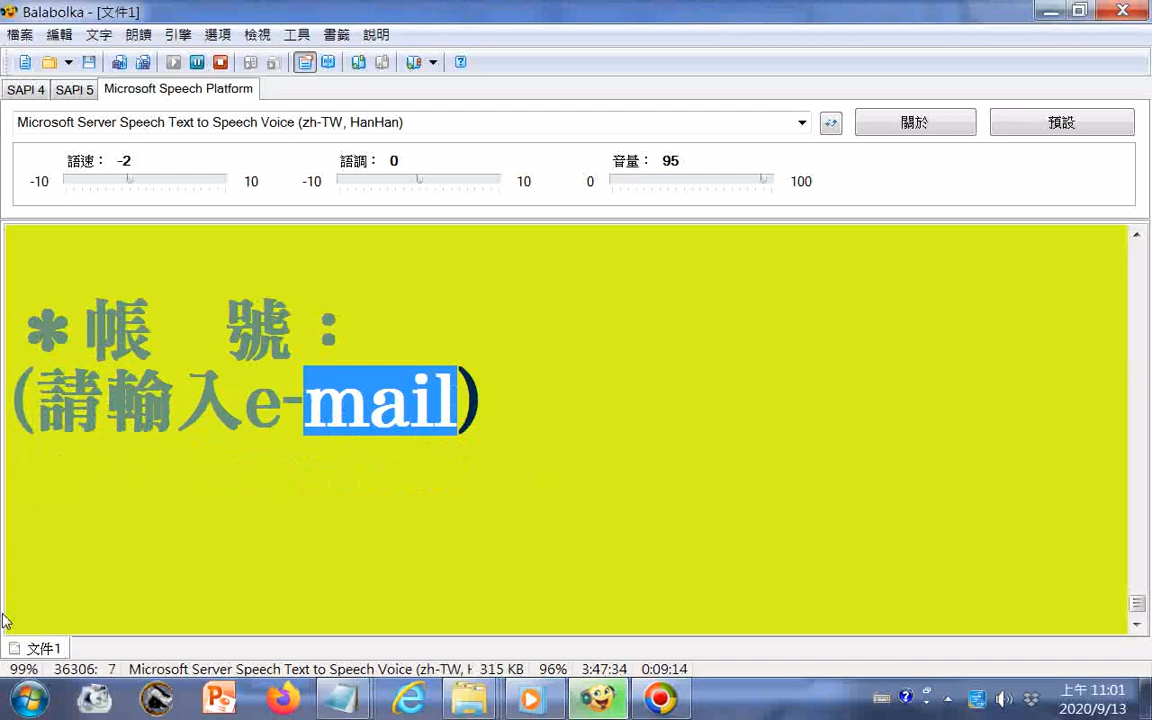 Balabolka - [文件1]
檔案 編輯 文字 朗讀 引擎 選項 檢視 工具 書籤 說明
SAPI 4 SAPI 5 Microsoft Speech Platform
Microsoft Server Speech Text to Speech Voice (zh-TW, HanHan) 關於 預設
語速： -2 語調： 0 音量： 95
-10 10 -10 10 0 100
*帳 號：
(請輸入e-mail)
文件1
99% 36306: 7 Microsoft Server Speech Text to Speech Voice (zh-TW, H 315 KB 96% 3:47:34 0:09:14
上午 11:01
2020/9/13